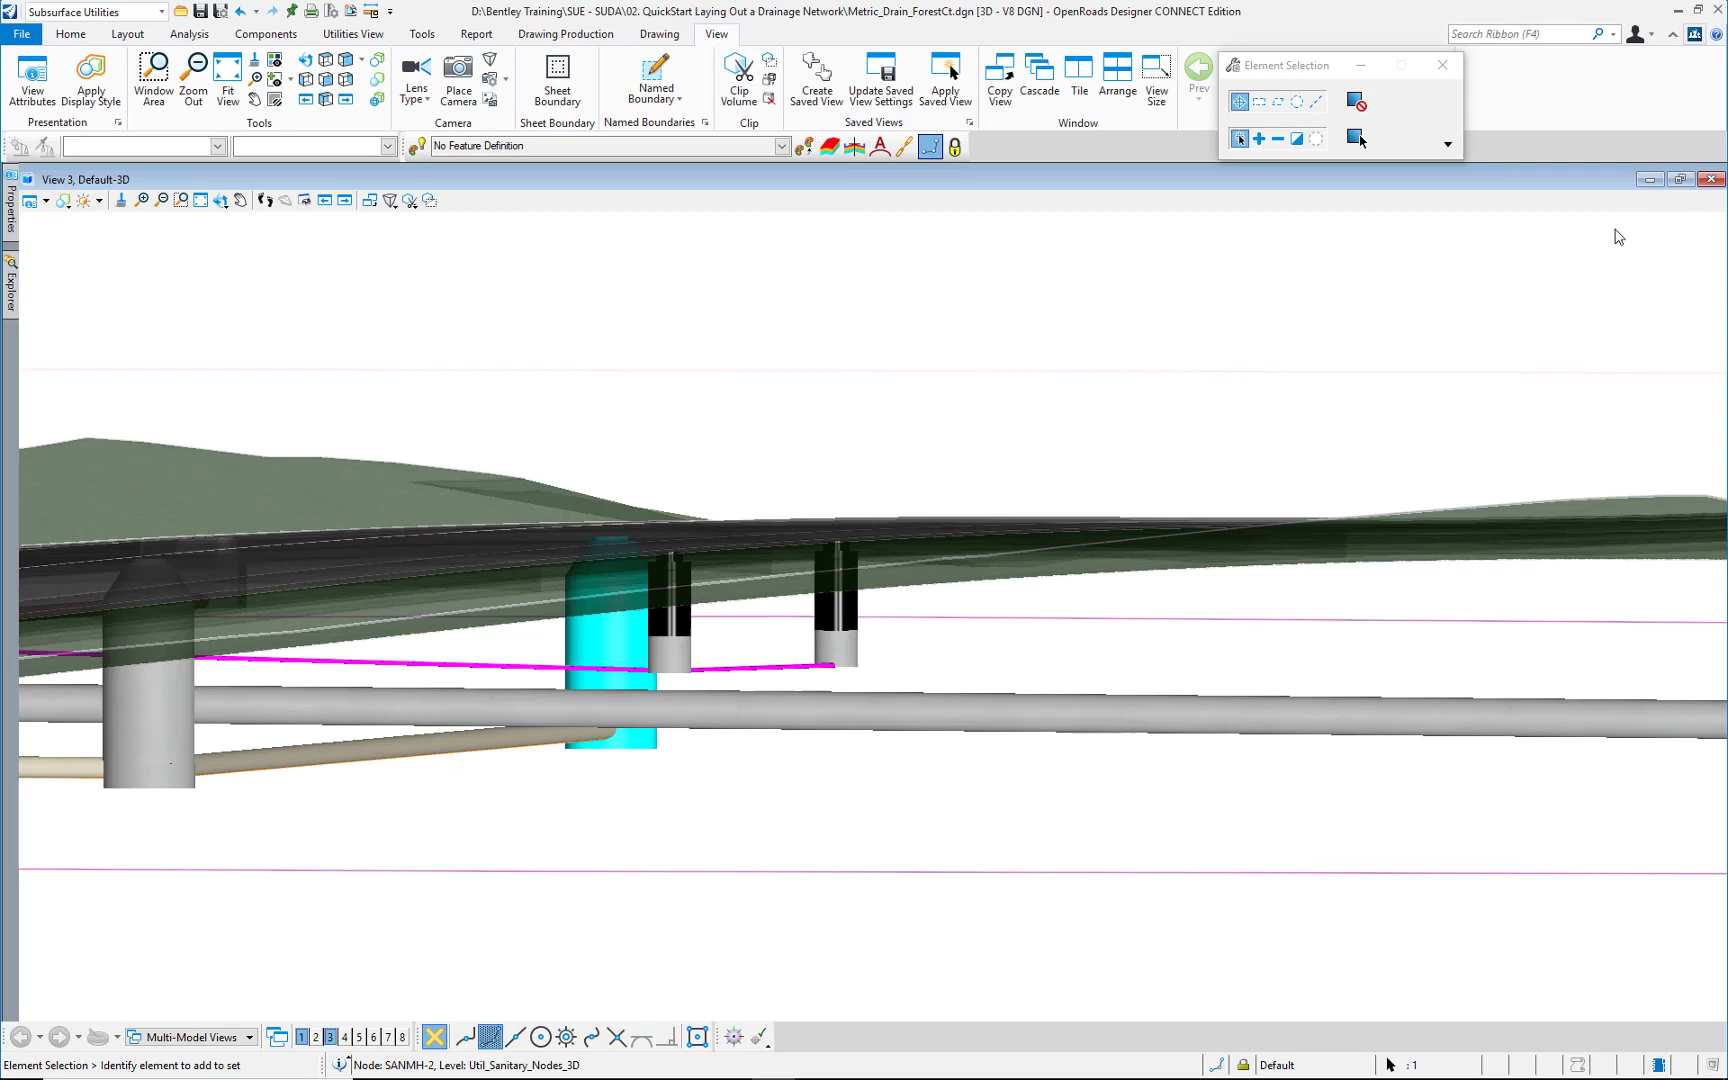 Subsurface Utilities
D:\Bentley Training\SUE - SUDA\02. QuickStart Laying Out a Drainage Network\Metric_Drain_ForestCt.dgn [3D - V8 DGN] - OpenRoads Designer CONNECT Edition
File Home Layout Analysis Components Utilities View Tools Report Drawing Production Drawing View
Search Ribbon (F4)
View Attributes
Apply Display Style
Window Area
Zoom Out
Fit View
Lens Type
Place Camera
Sheet Boundary
Named Boundary
Clip Volume
Create Saved View
Update Saved View Settings
Apply Saved View
Copy View
Cascade
Tile
Arrange
View Size
Prev
Element Selection
Presentation
Tools
Camera
Sheet Boundary
Named Boundaries
Clip
Saved Views
Window
No Feature Definition
View 3, Default-3D
Properties
Explorer
Multi-Model Views
1 2 3 4 5 6 7 8
Element Selection > Identify element to add to set
Node: SANMH-2, Level: Util_Sanitary_Nodes_3D
Default
: 1